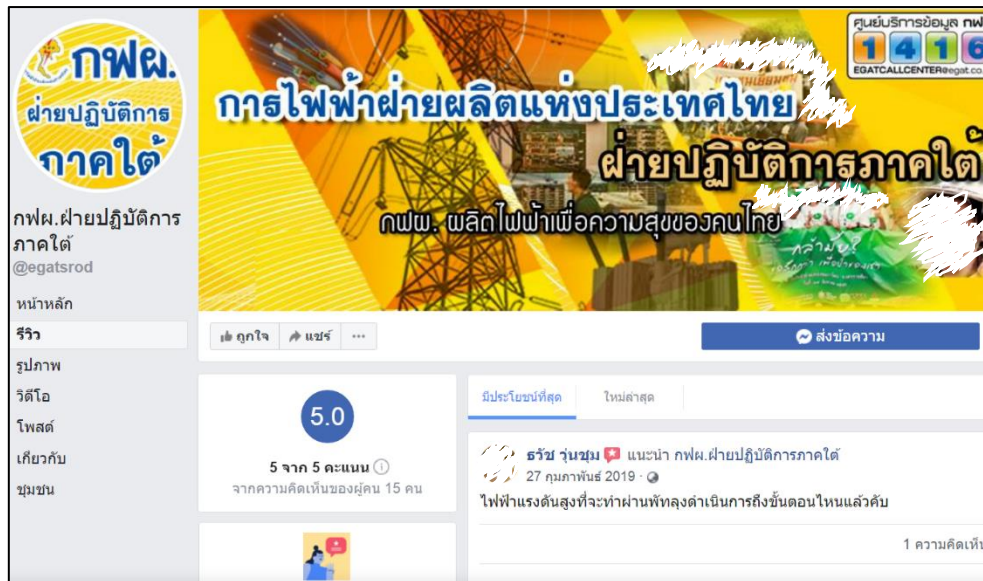 กฟผ.
ฝ่ายปฏิบัติการ
ภาคใต้
กฟผ.ฝ่ายปฏิบัติการ
ภาคใต้
@egatsrod
หน้าหลัก
รีวิว
รูปภาพ
วิดีโอ
โพสต์
เกี่ยวกับ
ชุมชน
ศูนย์บริการข้อมูล กฟ
1 4 1 6
EGATCALLCENTER@egat.co.
การไฟฟ้าฝ่ายผลิตแห่งประเทศไทย
ฝ่ายปฏิบัติการภาคใต้
กฟผ. ผลิตไฟฟ้าเพื่อความสุขของคนไทย
ถูกใจ แชร์ ...
ส่งข้อความ
5.0
5 จาก 5 คะแนน
จากความคิดเห็นของผู้คน 15 คน
มีประโยชน์ที่สุด ใหม่ล่าสุด
ธวัช วุ่นชุม แนะนำ กฟผ.ฝ่ายปฏิบัติการภาคใต้
27 กุมภาพันธ์ 2019 ·
ไฟฟ้าแรงดันสูงที่จะทำผ่านพัทลุงดำเนินการถึงขั้นตอนไหนแล้วคับ
1 ความคิดเห็น